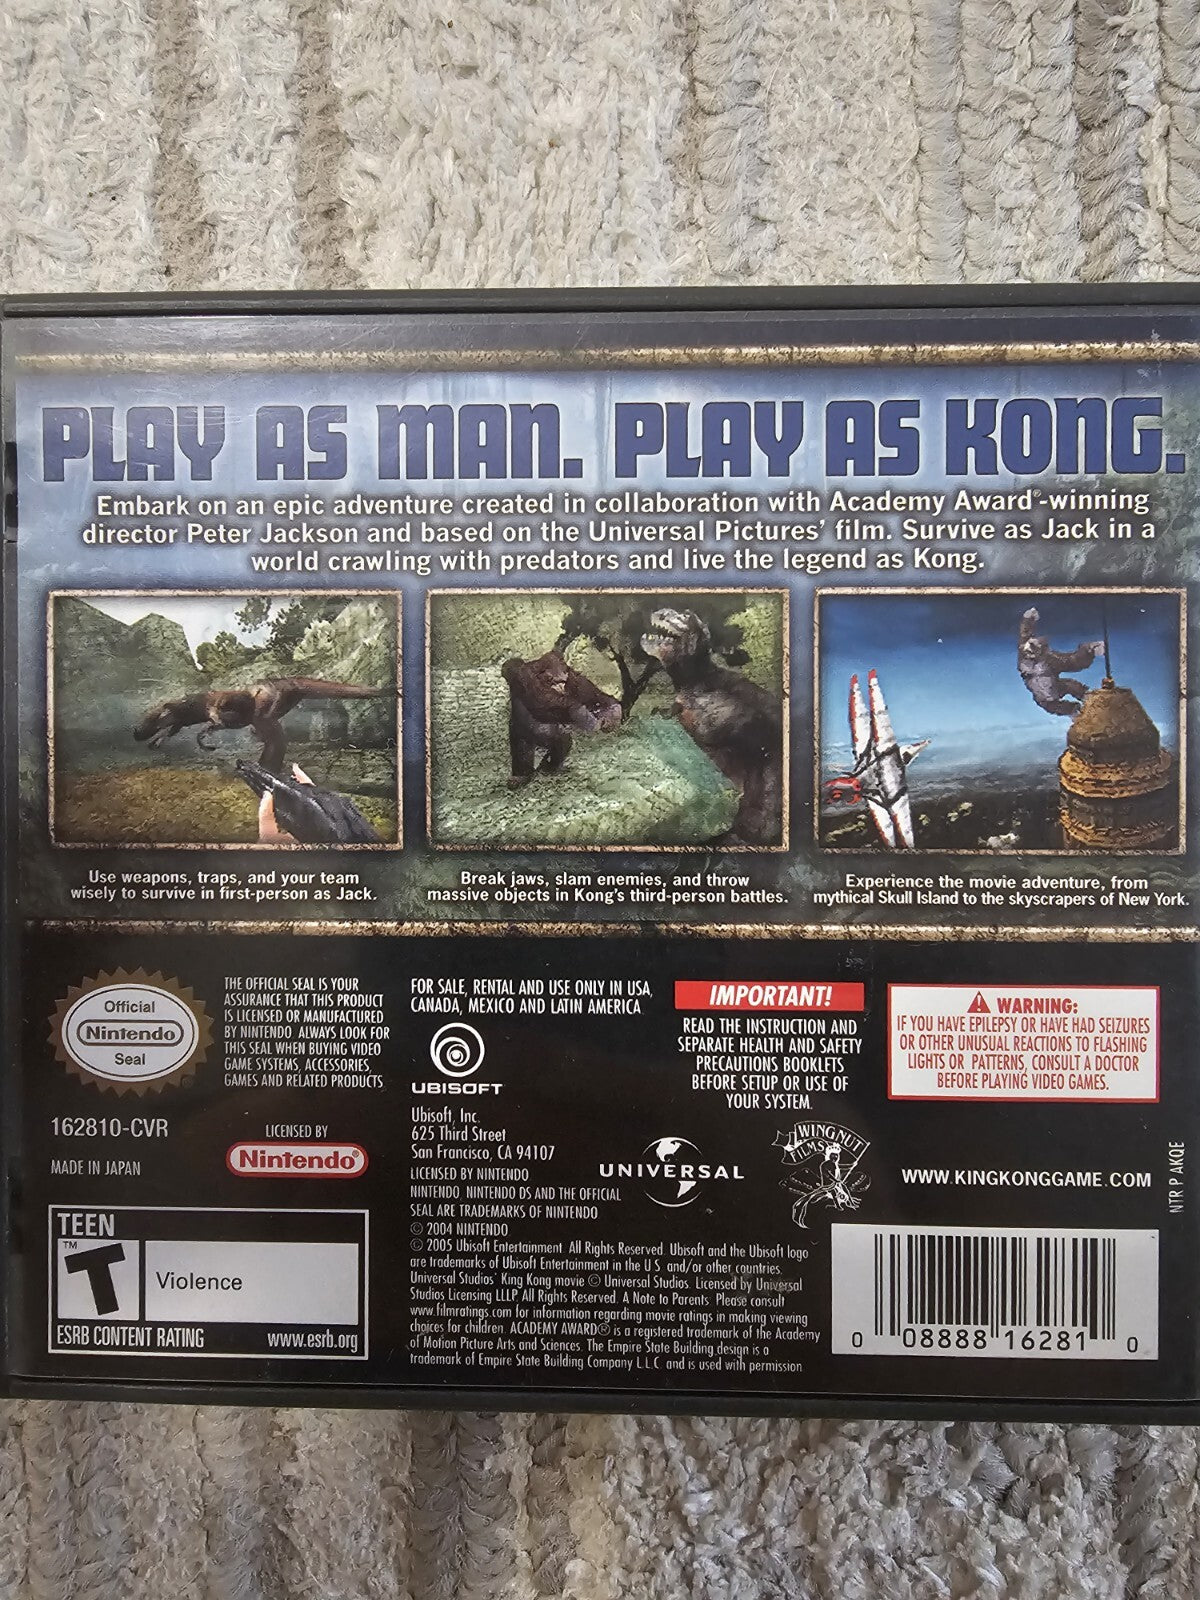 PLAY AS MAN. PLAY AS KONG.
Embark on an epic adventure created in collaboration with Academy Award®-winning
director Peter Jackson and based on the Universal Pictures' film. Survive as Jack in a
world crawling with predators and live the legend as Kong.
Use weapons, traps, and your team
wisely to survive in first-person as Jack.
Break jaws, slam enemies, and throw
massive objects in Kong's third-person battles.
Experience the movie adventure, from
mythical Skull Island to the skyscrapers of New York.
Official
Nintendo
Seal
THE OFFICIAL SEAL IS YOUR
ASSURANCE THAT THIS PRODUCT
IS LICENSED OR MANUFACTURED
BY NINTENDO. ALWAYS LOOK FOR
THIS SEAL WHEN BUYING VIDEO
GAME SYSTEMS, ACCESSORIES,
GAMES AND RELATED PRODUCTS.
162810-CVR
MADE IN JAPAN
LICENSED BY
Nintendo®
TEEN
T
TM
Violence
ESRB CONTENT RATING
www.esrb.org
FOR SALE, RENTAL AND USE ONLY IN USA,
CANADA, MEXICO AND LATIN AMERICA
UBISOFT
Ubisoft, Inc.
625 Third Street
San Francisco, CA 94107
LICENSED BY NINTENDO
NINTENDO, NINTENDO DS AND THE OFFICIAL
SEAL ARE TRADEMARKS OF NINTENDO.
© 2004 NINTENDO.
© 2005 Ubisoft Entertainment. All Rights Reserved. Ubisoft and the Ubisoft logo
are trademarks of Ubisoft Entertainment in the U.S. and/or other countries.
Universal Studios' King Kong movie © Universal Studios. Licensed by Universal
Studios Licensing LLLP. All Rights Reserved. A Note to Parents: Please consult
www.filmratings.com for information regarding movie ratings in making viewing
choices for children. ACADEMY AWARD® is a registered trademark of the Academy
of Motion Picture Arts and Sciences. The Empire State Building design is a
trademark of Empire State Building Company L.L.C. and is used with permission
IMPORTANT!
READ THE INSTRUCTION AND
SEPARATE HEALTH AND SAFETY
PRECAUTIONS BOOKLETS
BEFORE SETUP OR USE OF
YOUR SYSTEM.
UNIVERSAL
WINGNUT
FILMS
WARNING:
IF YOU HAVE EPILEPSY OR HAVE HAD SEIZURES
OR OTHER UNUSUAL REACTIONS TO FLASHING
LIGHTS OR PATTERNS, CONSULT A DOCTOR
BEFORE PLAYING VIDEO GAMES.
WWW.KINGKONGGAME.COM
NTR P AKQE
0 08888 16281 0